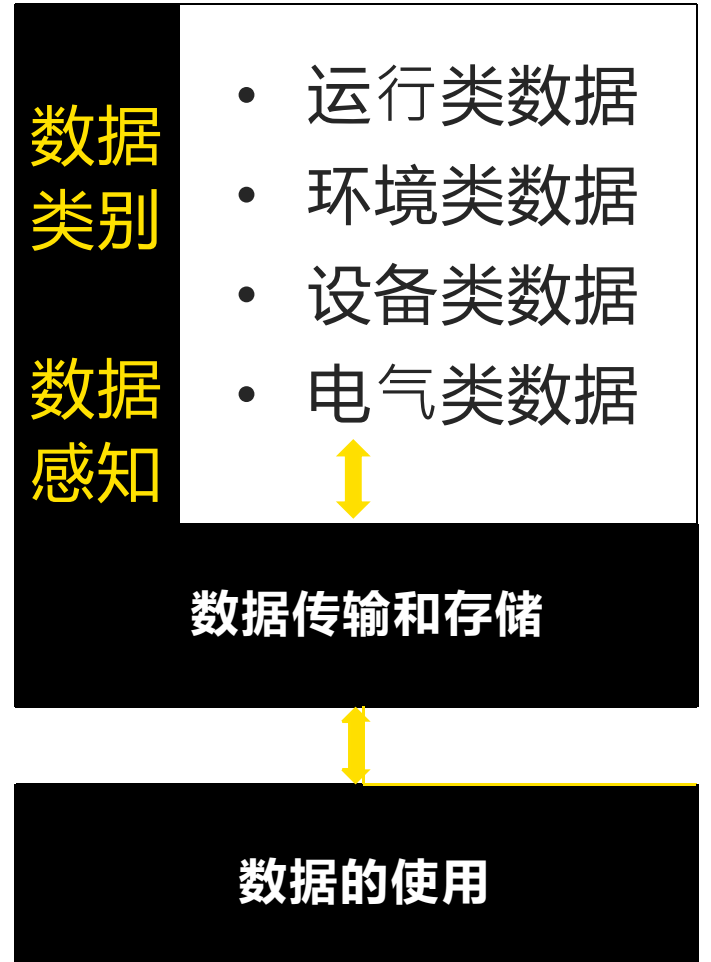 数据
类别
数据
感知
• 运行类数据
• 环境类数据
• 设备类数据
• 电气类数据
数据传输和存储
数据的使用